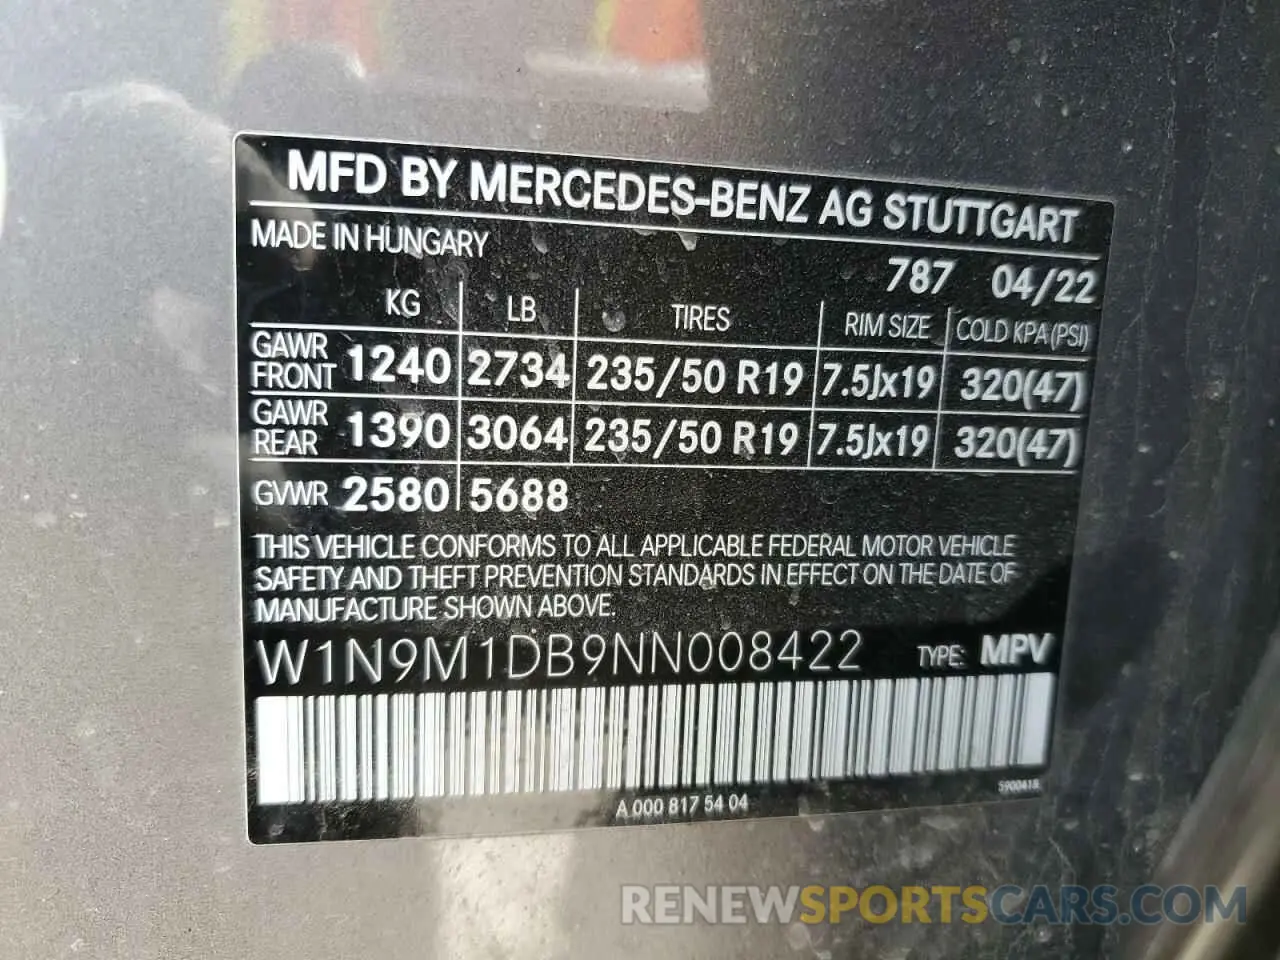 MFD BY MERCEDES-BENZ AG STUTTGART
MADE IN HUNGARY
787 04/22
KG LB TIRES RIM SIZE COLD KPA(PSI)
GAWR FRONT 1240 2734 235/50 R19 7.5Jx19 320(47)
GAWR REAR 1390 3064 235/50 R19 7.5Jx19 320(47)
GVWR 2580 5688
THIS VEHICLE CONFORMS TO ALL APPLICABLE FEDERAL MOTOR VEHICLE
SAFETY AND THEFT PREVENTION STANDARDS IN EFFECT ON THE DATE OF
MANUFACTURE SHOWN ABOVE.
W1N9M1DB9NN008422 TYPE: MPV
5900418
A 000 817 54 04
RENEWSPORTSCARS.COM